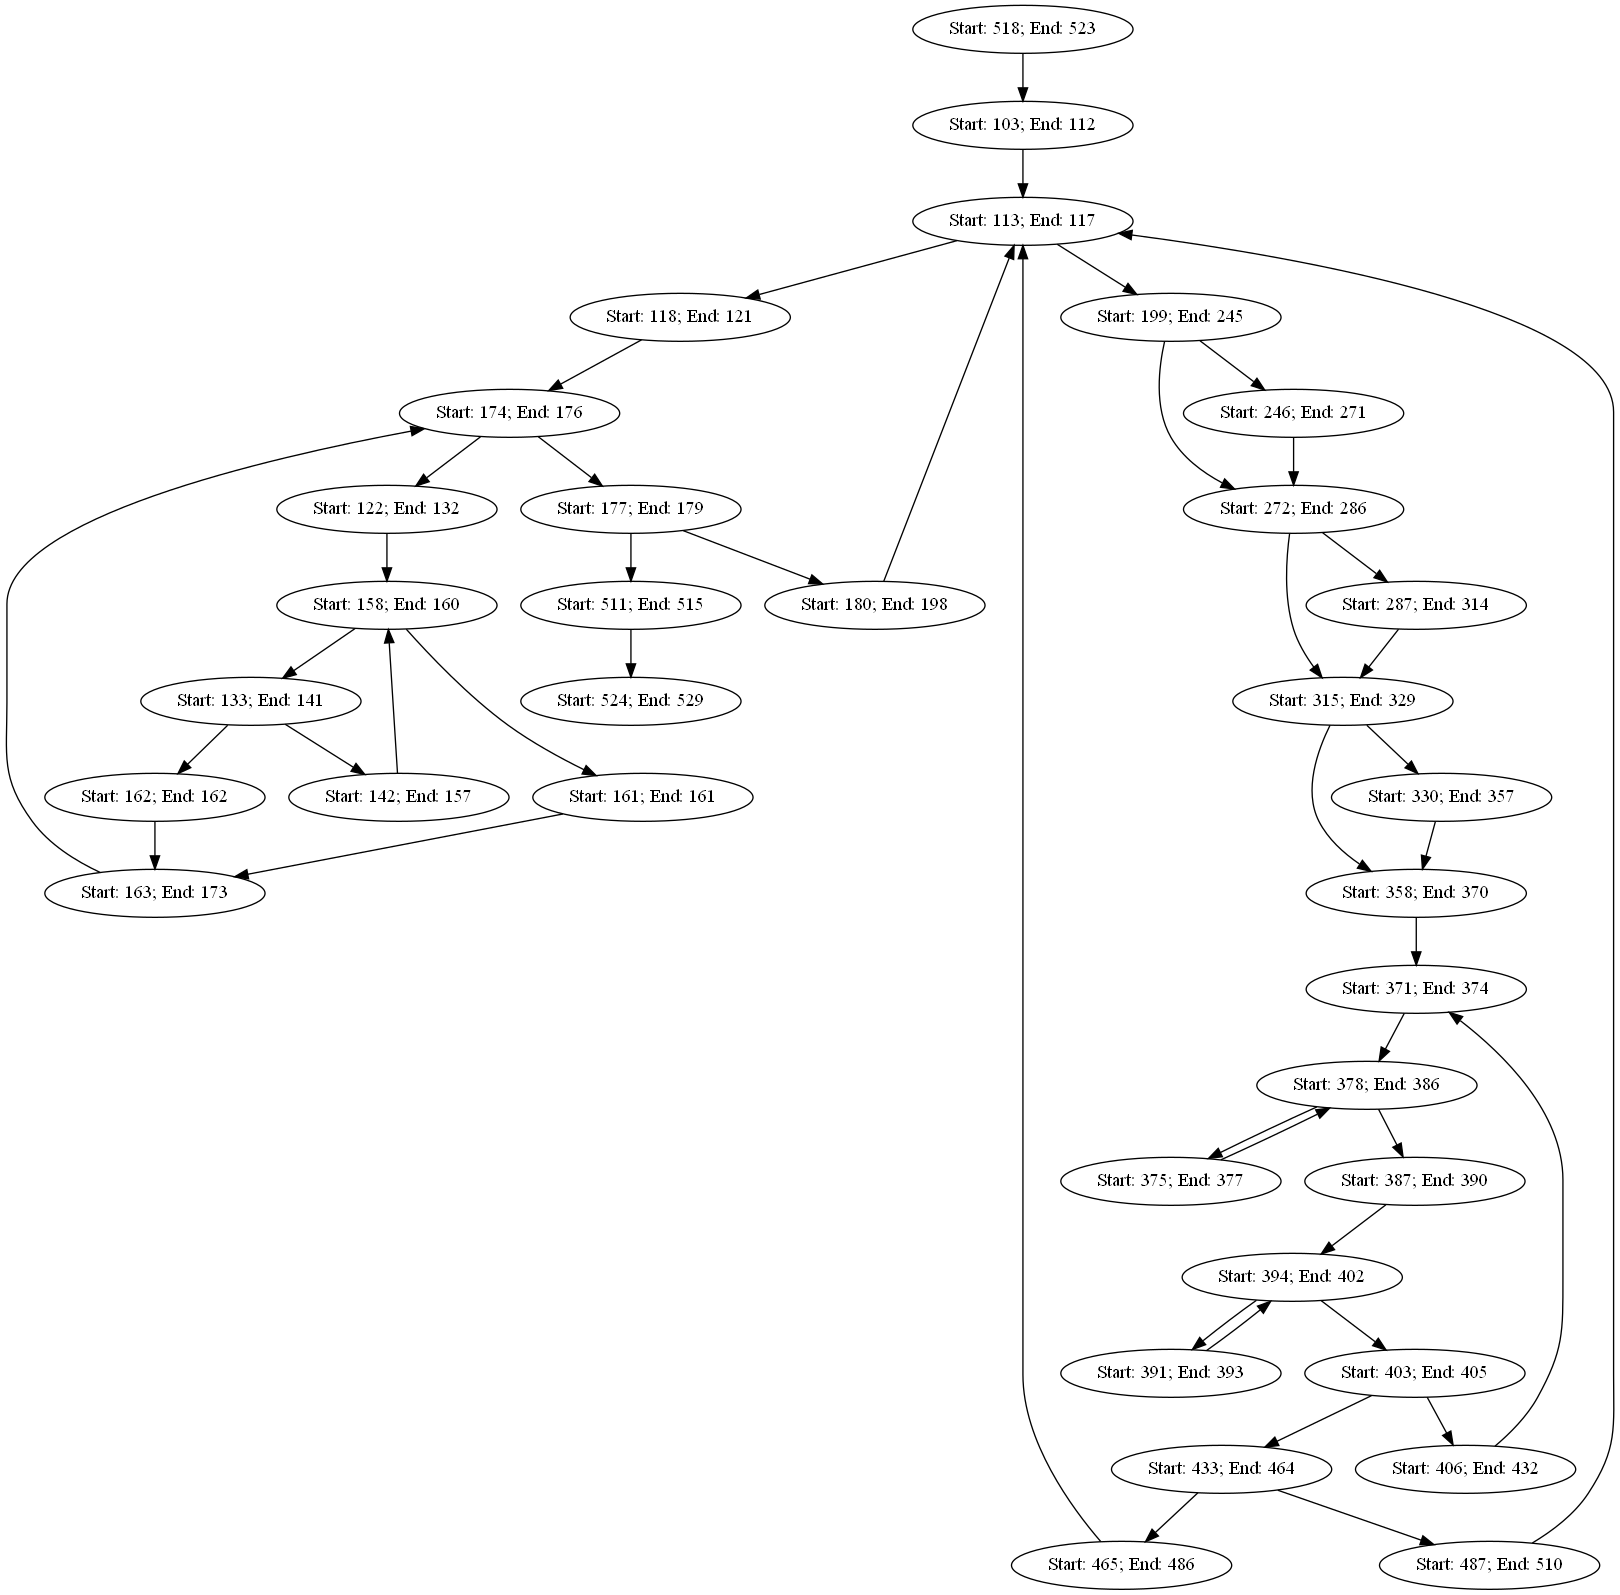 Start: 518; End: 523
Start: 103; End: 112
Start: 113; End: 117
Start: 118; End: 121
Start: 199; End: 245
Start: 174; End: 176
Start: 246; End: 271
Start: 122; End: 132
Start: 177; End: 179
Start: 272; End: 286
Start: 158; End: 160
Start: 511; End: 515
Start: 180; End: 198
Start: 287; End: 314
Start: 133; End: 141
Start: 524; End: 529
Start: 315; End: 329
Start: 162; End: 162
Start: 142; End: 157
Start: 161; End: 161
Start: 330; End: 357
Start: 163; End: 173
Start: 358; End: 370
Start: 371; End: 374
Start: 378; End: 386
Start: 375; End: 377
Start: 387; End: 390
Start: 394; End: 402
Start: 391; End: 393
Start: 403; End: 405
Start: 433; End: 464
Start: 406; End: 432
Start: 465; End: 486
Start: 487; End: 510